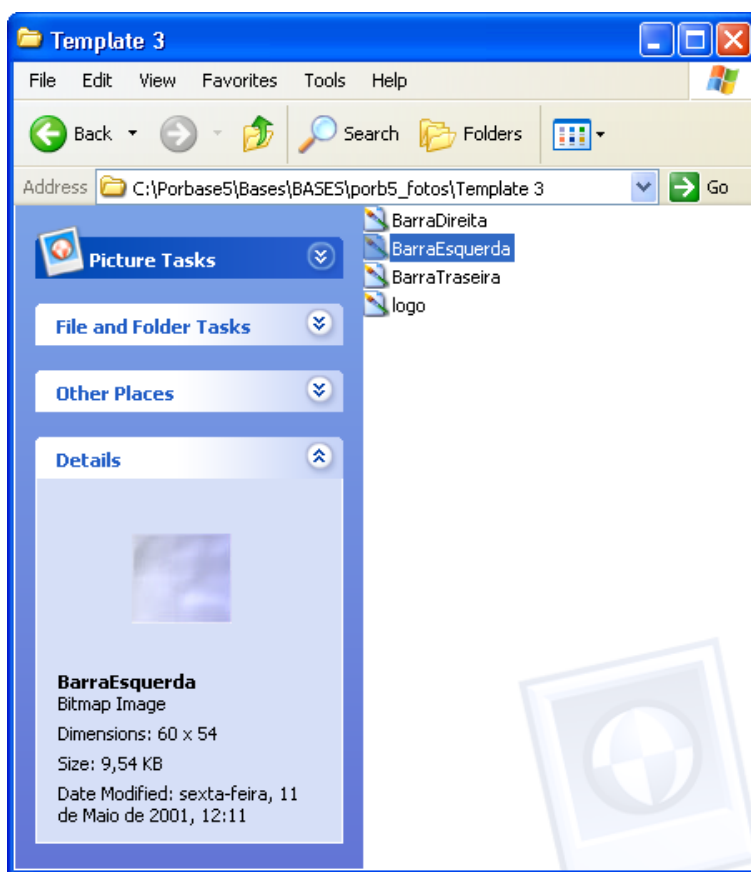 Template 3
File Edit View Favorites Tools Help
Back Search Folders
Address C:\Porbase5\Bases\BASES\porb5_fotos\Template 3 Go
Picture Tasks
File and Folder Tasks
Other Places
Details
BarraEsquerda
Bitmap Image
Dimensions: 60 x 54
Size: 9,54 KB
Date Modified: sexta-feira, 11
de Maio de 2001, 12:11
BarraDireita
BarraEsquerda
BarraTraseira
logo